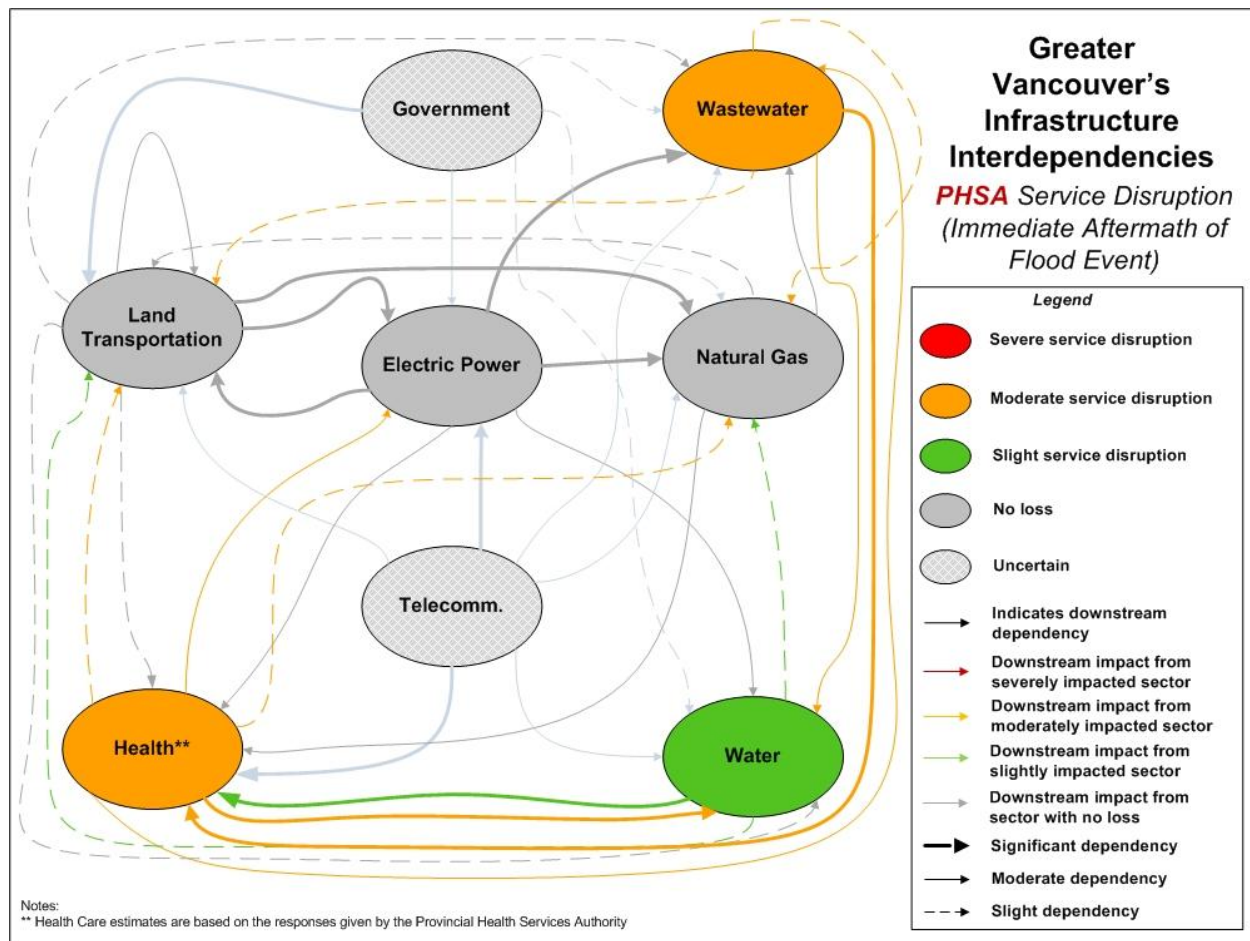 Greater
Vancouver's
Infrastructure
Interdependencies
PHSA Service Disruption
(Immediate Aftermath of
Flood Event)
Government
Wastewater
Land
Transportation
Electric Power
Natural Gas
Telecomm.
Health**
Water
Legend
Severe service disruption
Moderate service disruption
Slight service disruption
No loss
Uncertain
Indicates downstream
dependency
Downstream impact from
severely impacted sector
Downstream impact from
moderately impacted sector
Downstream impact from
slightly impacted sector
Downstream impact from
sector with no loss
Significant dependency
Moderate dependency
Slight dependency
Notes:
** Health Care estimates are based on the responses given by the Provincial Health Services Authority